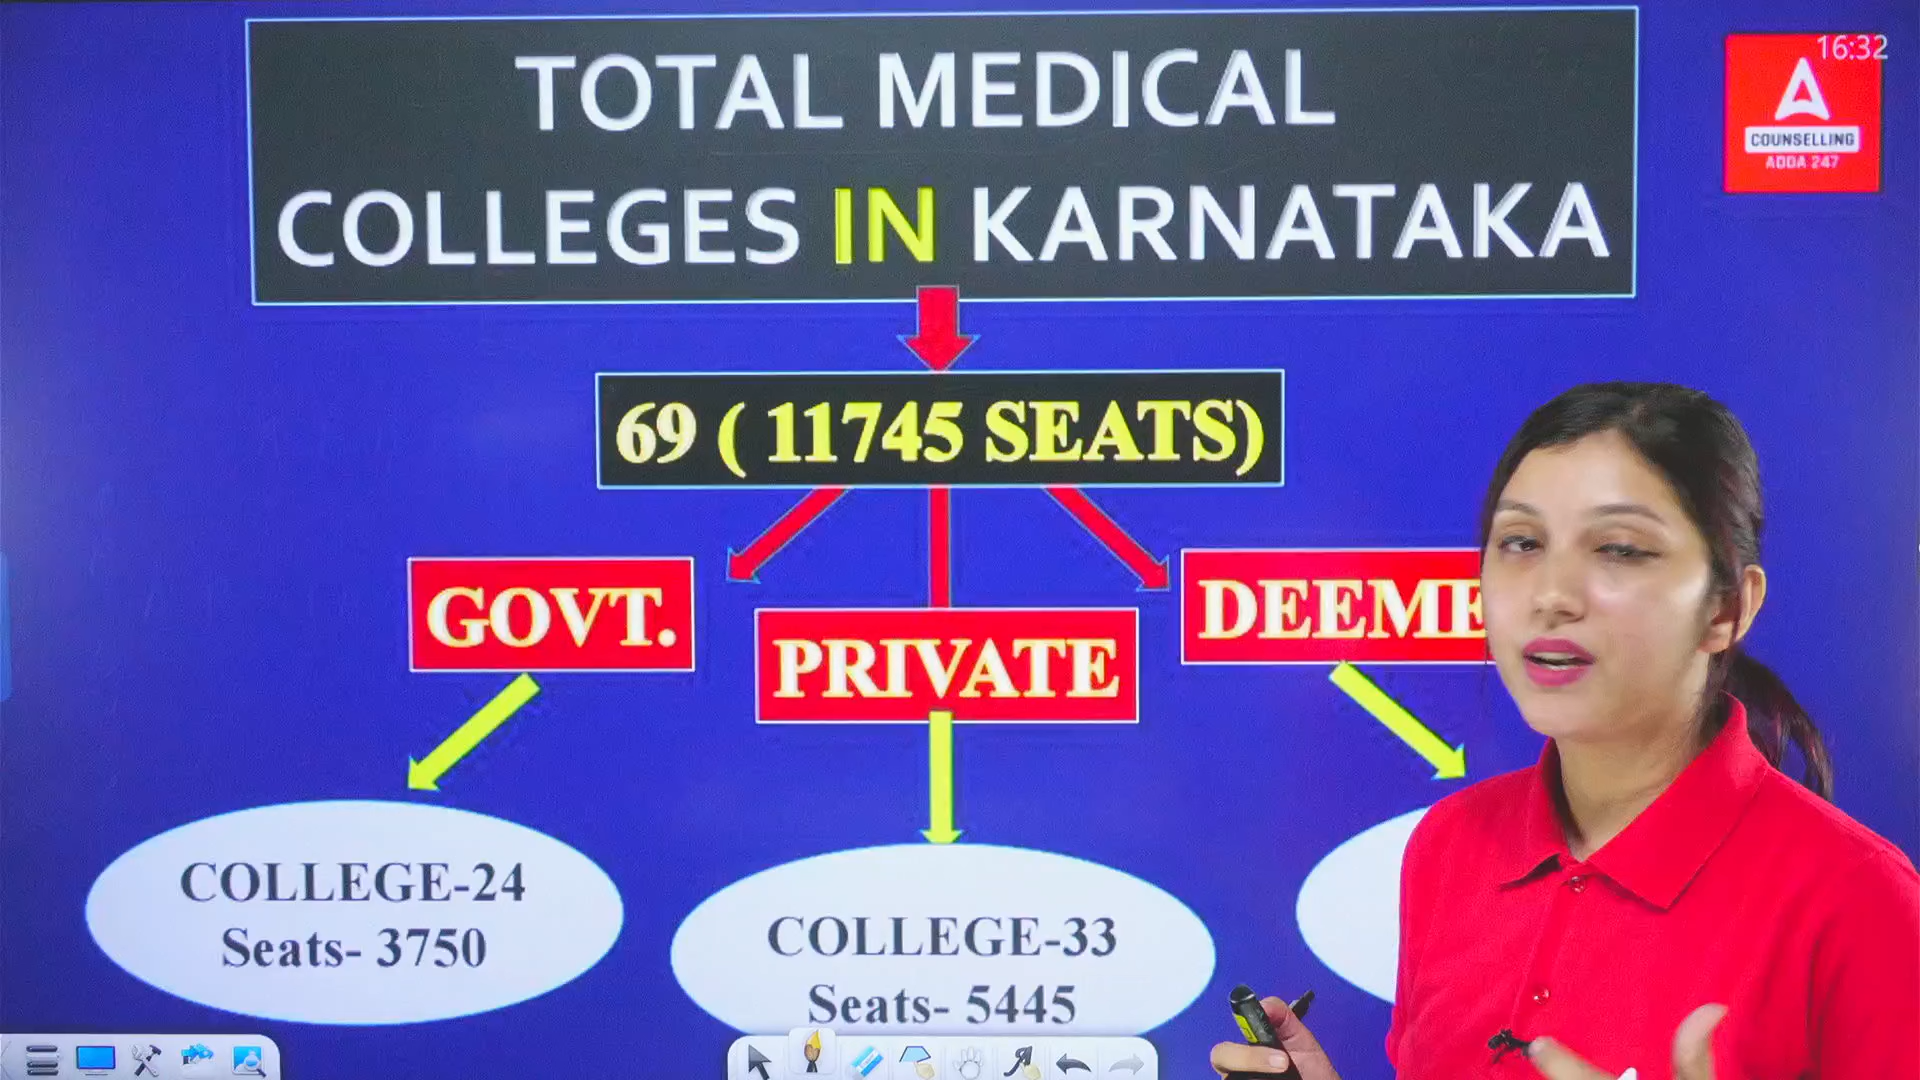 TOTAL MEDICAL
COLLEGES IN KARNATAKA
16:32
COUNSELLING
ADDA 247
69 ( 11745 SEATS)
GOVT.
PRIVATE
DEEME
COLLEGE-24
Seats- 3750
COLLEGE-33
Seats- 5445